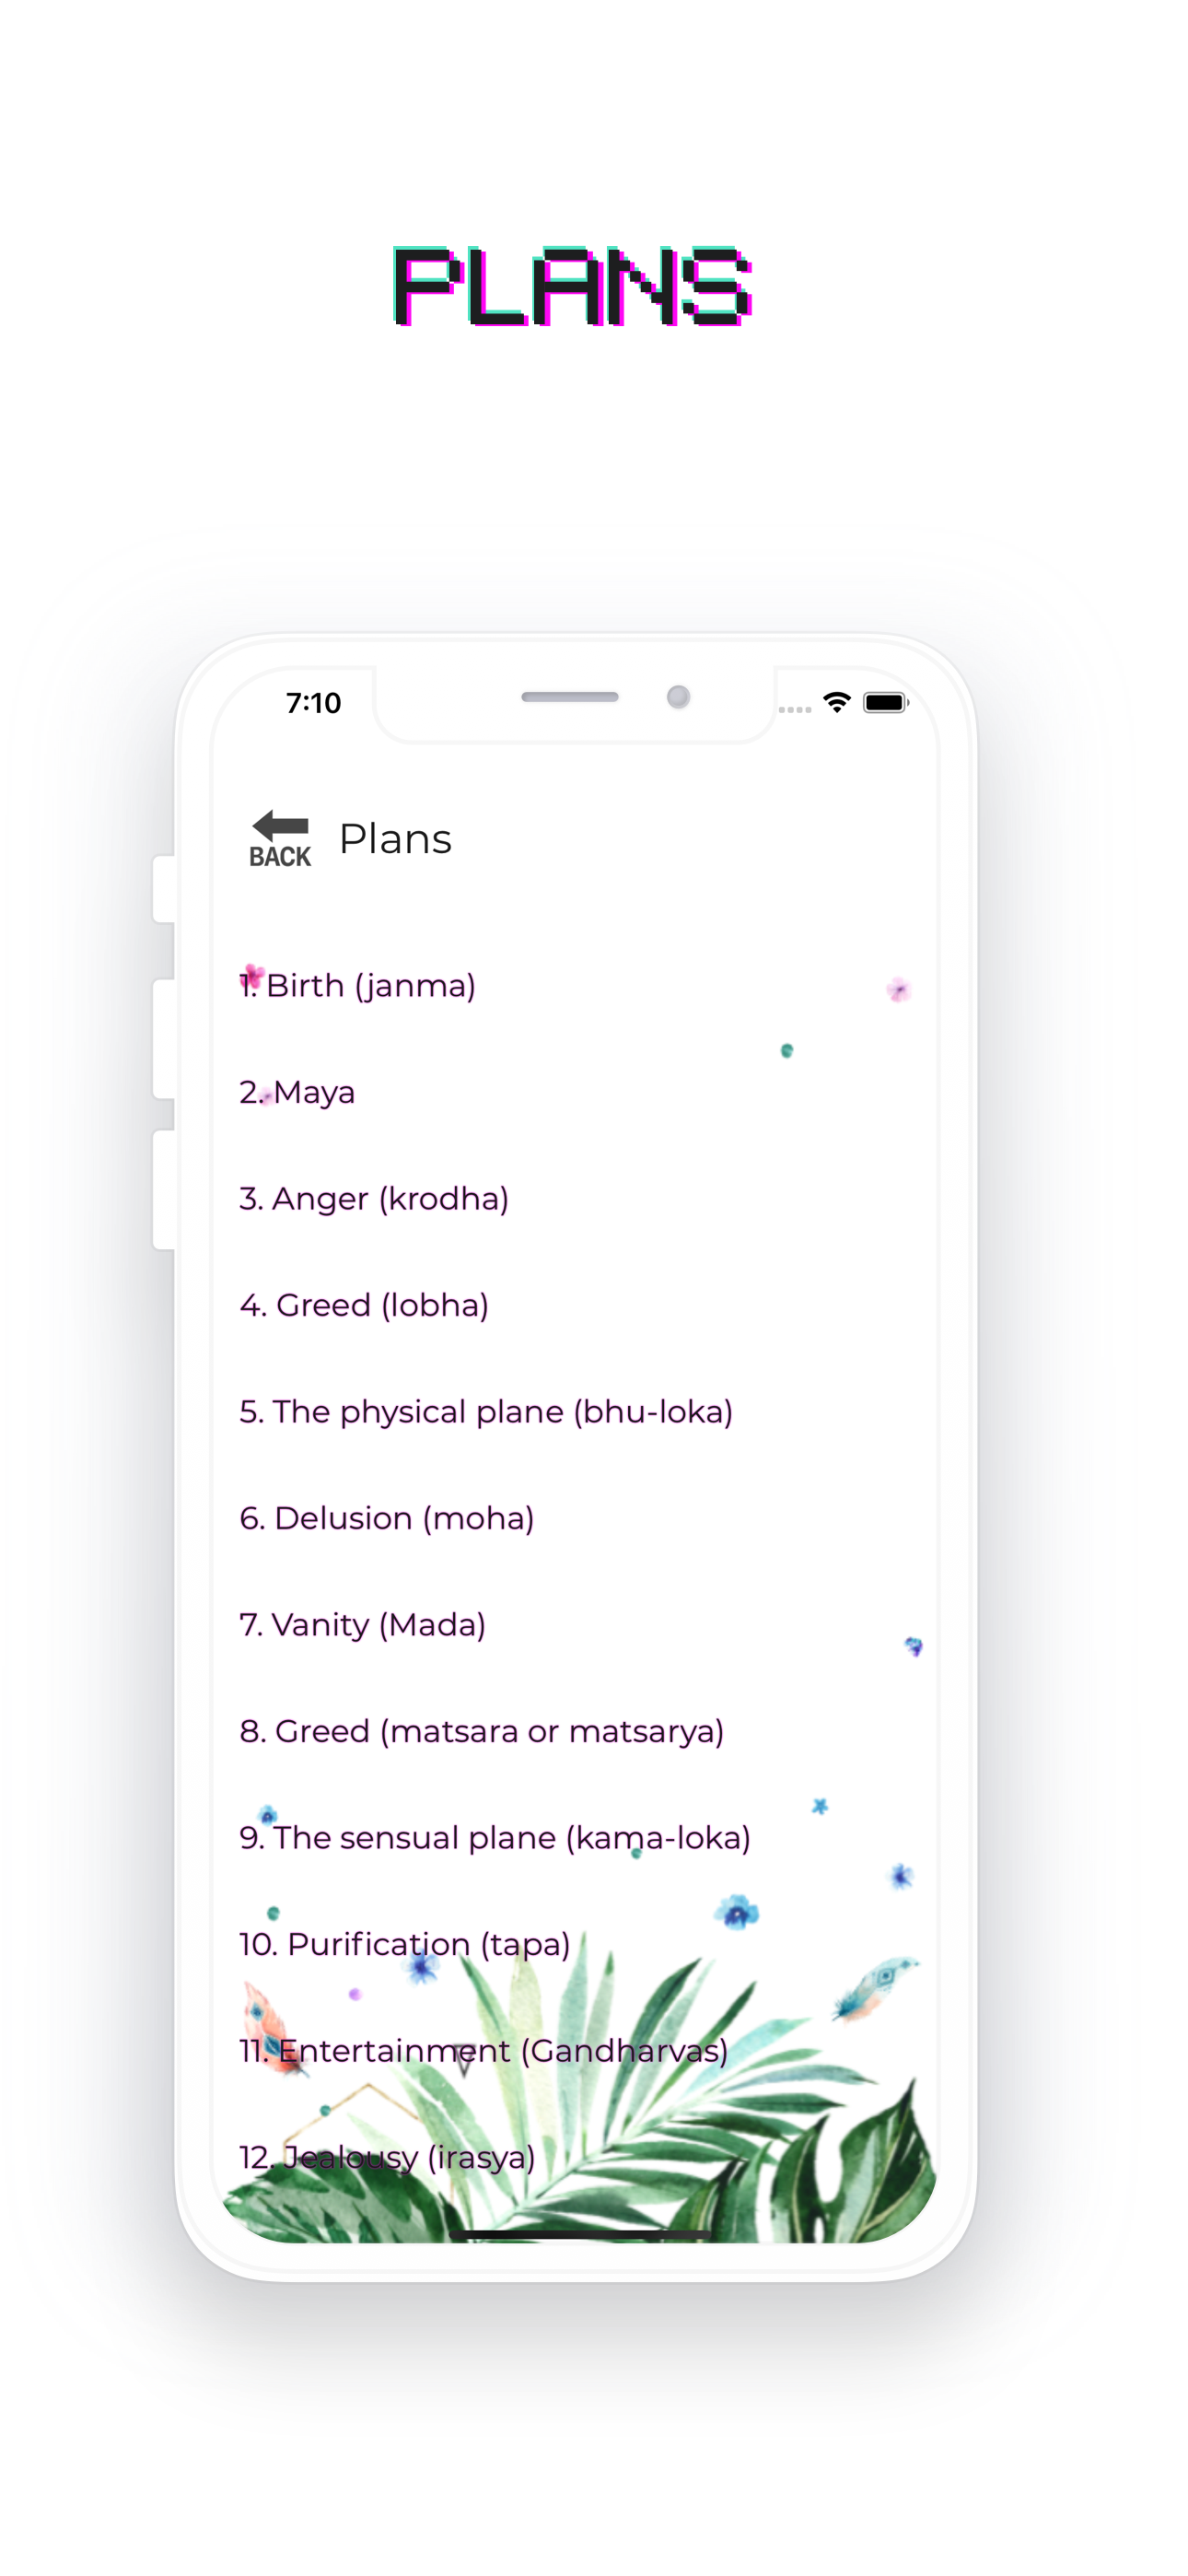 PLANS
7:10
BACK
Plans
1. Birth (janma)
2. Maya
3. Anger (krodha)
4. Greed (lobha)
5. The physical plane (bhu-loka)
6. Delusion (moha)
7. Vanity (Mada)
8. Greed (matsara or matsarya)
9. The sensual plane (kama-loka)
10. Purification (tapa)
11. Entertainment (Gandharvas)
12. Jealousy (irasya)